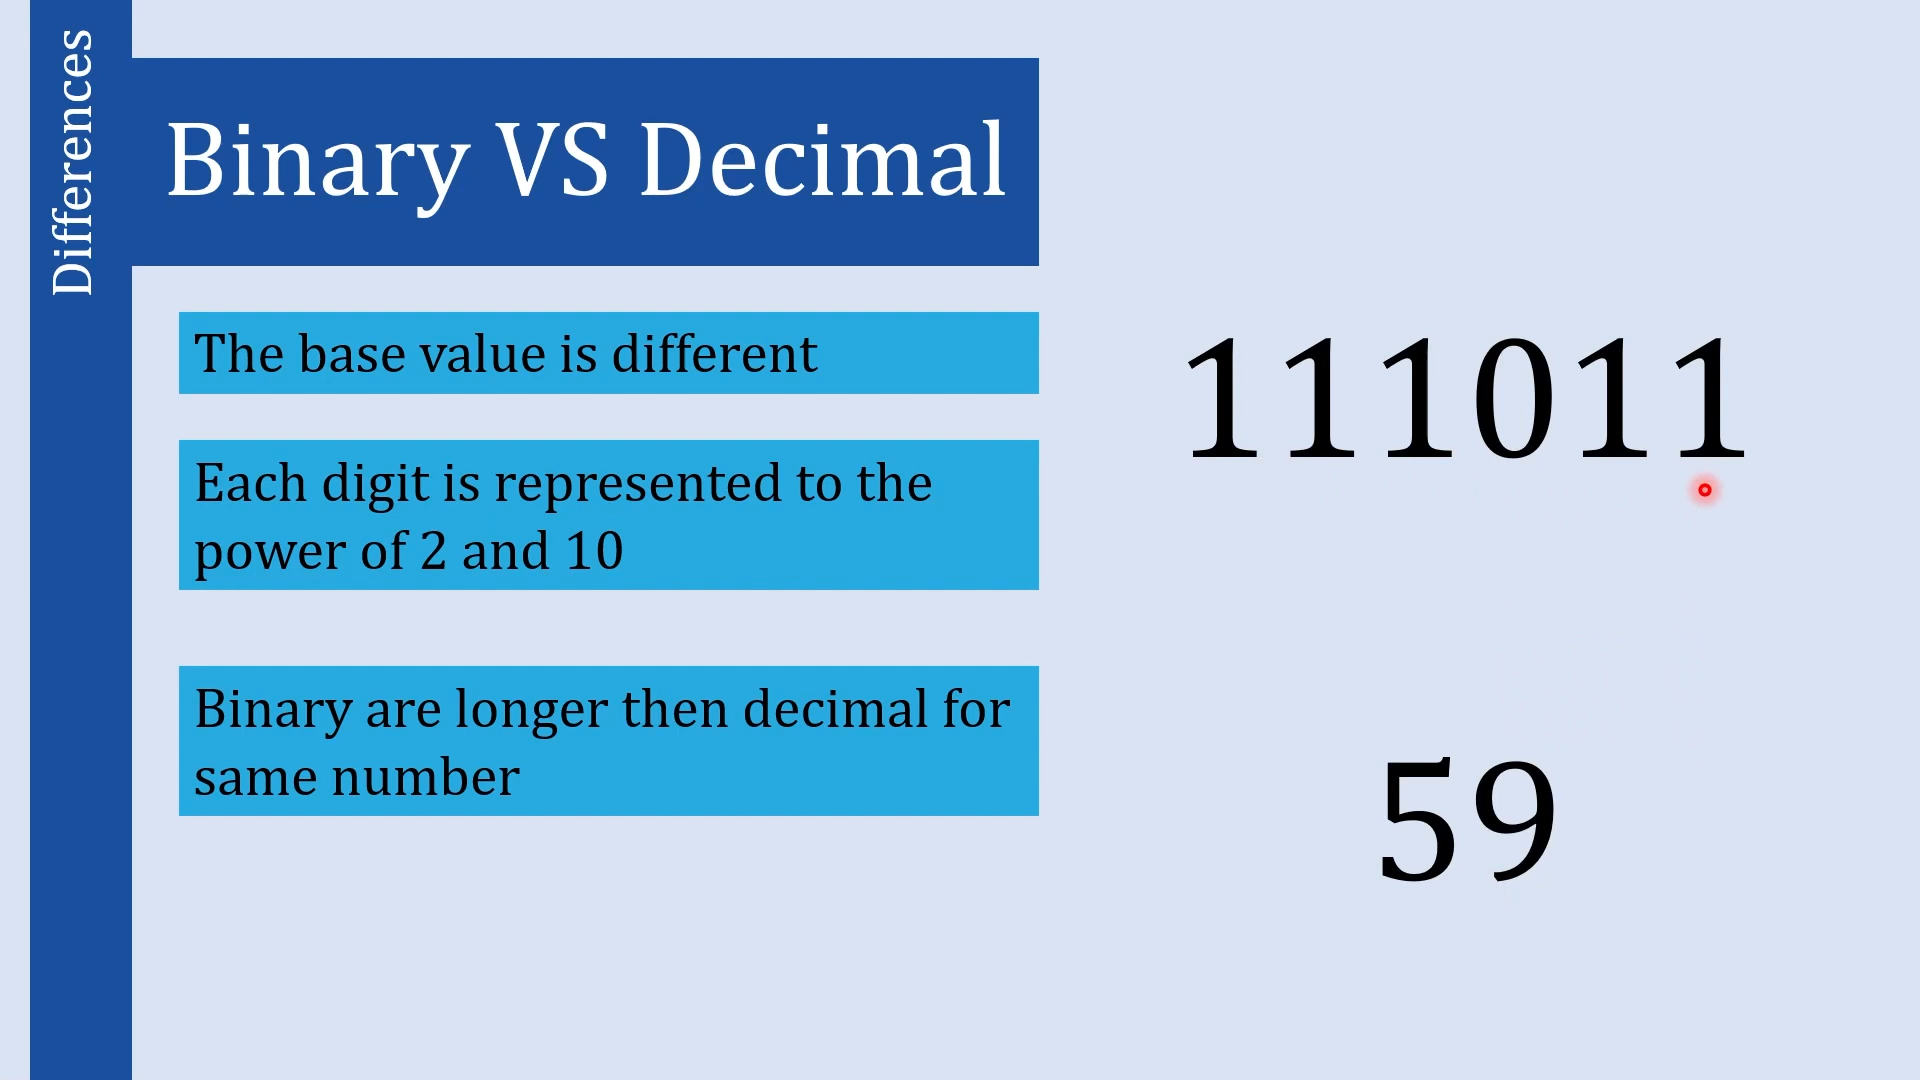 Differences
Binary VS Decimal
The base value is different
Each digit is represented to the
power of 2 and 10
Binary are longer then decimal for
same number
111011
59